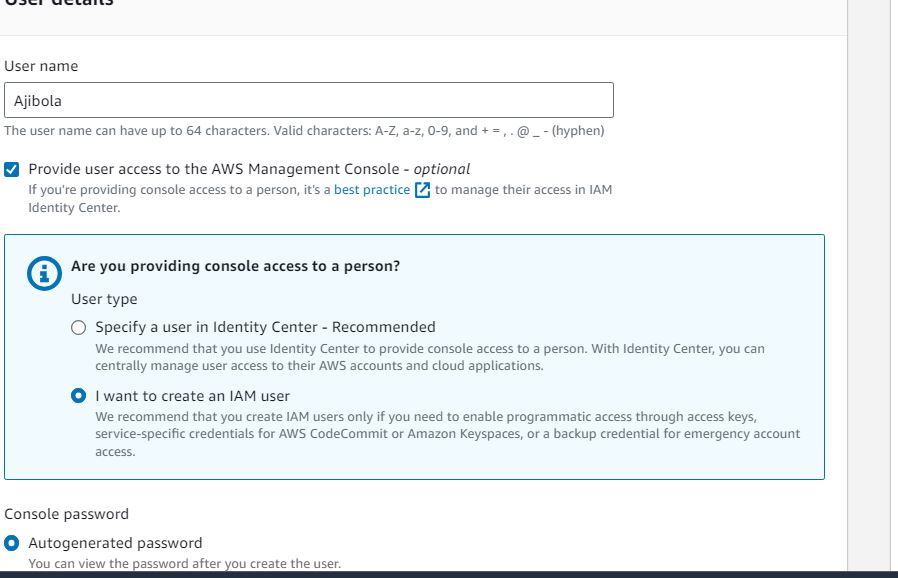 User details
User name
Ajibola
The user name can have up to 64 characters. Valid characters: A-Z, a-z, 0-9, and + = , . @ _ - (hyphen)
Provide user access to the AWS Management Console - optional
If you're providing console access to a person, it's a best practice to manage their access in IAM
Identity Center.
Are you providing console access to a person?
User type
Specify a user in Identity Center - Recommended
We recommend that you use Identity Center to provide console access to a person. With Identity Center, you can
centrally manage user access to their AWS accounts and cloud applications.
I want to create an IAM user
We recommend that you create IAM users only if you need to enable programmatic access through access keys,
service-specific credentials for AWS CodeCommit or Amazon Keyspaces, or a backup credential for emergency account
access.
Console password
Autogenerated password
You can view the password after you create the user.